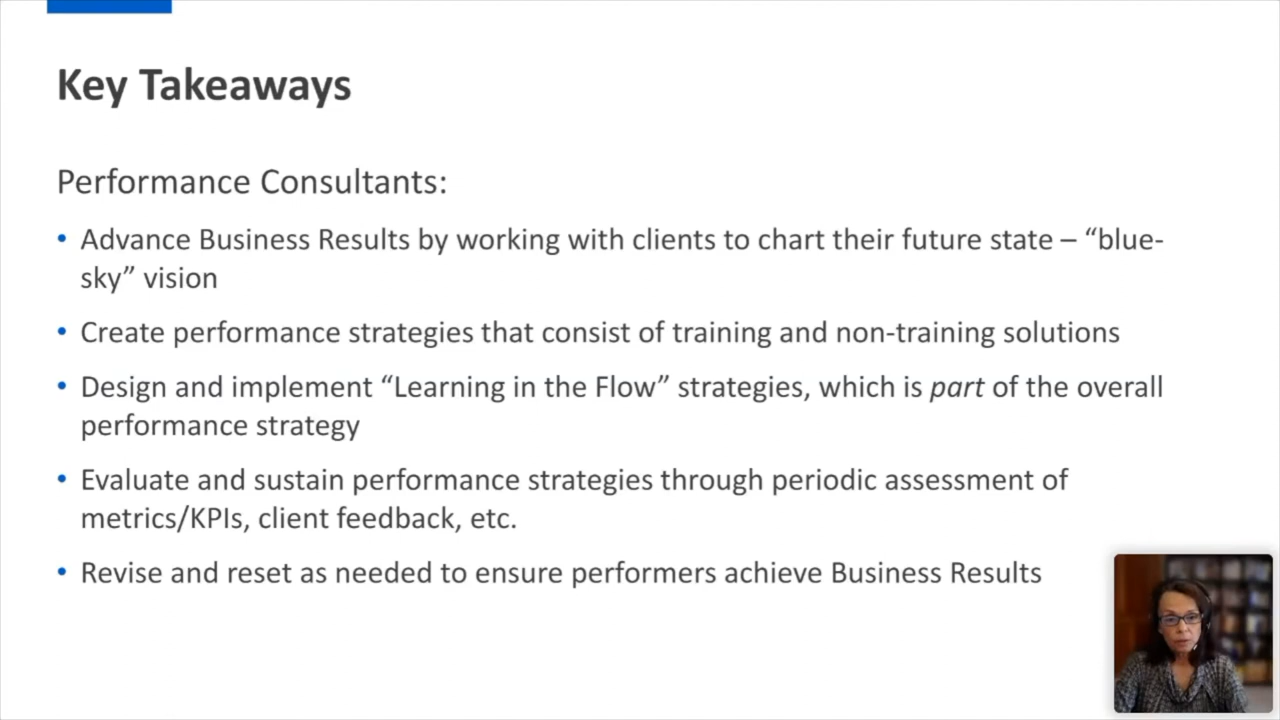 Key Takeaways
Performance Consultants:
• Advance Business Results by working with clients to chart their future state – “blue-
sky” vision
• Create performance strategies that consist of training and non-training solutions
• Design and implement “Learning in the Flow” strategies, which is part of the overall
performance strategy
• Evaluate and sustain performance strategies through periodic assessment of
metrics/KPIs, client feedback, etc.
• Revise and reset as needed to ensure performers achieve Business Results